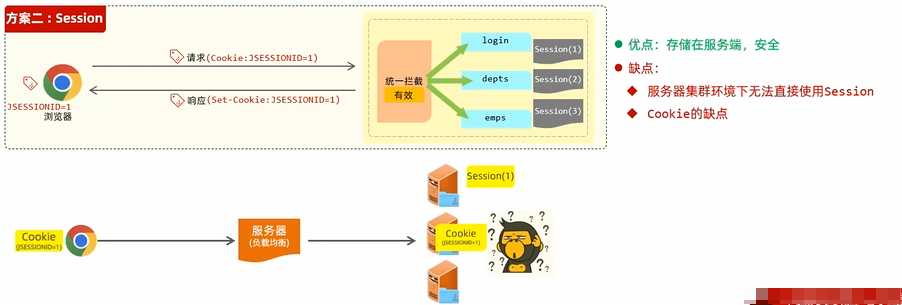 方案二：Session
请求(Cookie:JSESSIONID=1)
响应(Set-Cookie:JSESSIONID=1)
JSESSIONID=1
浏览器
统一拦截
有效
login
depts
emps
Session(1)
Session(2)
Session(3)
优点：存储在服务端，安全
缺点：
服务器集群环境下无法直接使用Session
Cookie的缺点
Cookie
(JSESSIONID=1)
服务器
(负载均衡)
Session(1)
Cookie
(JSESSIONID=1)
? ? ? ? ? ? ? ?